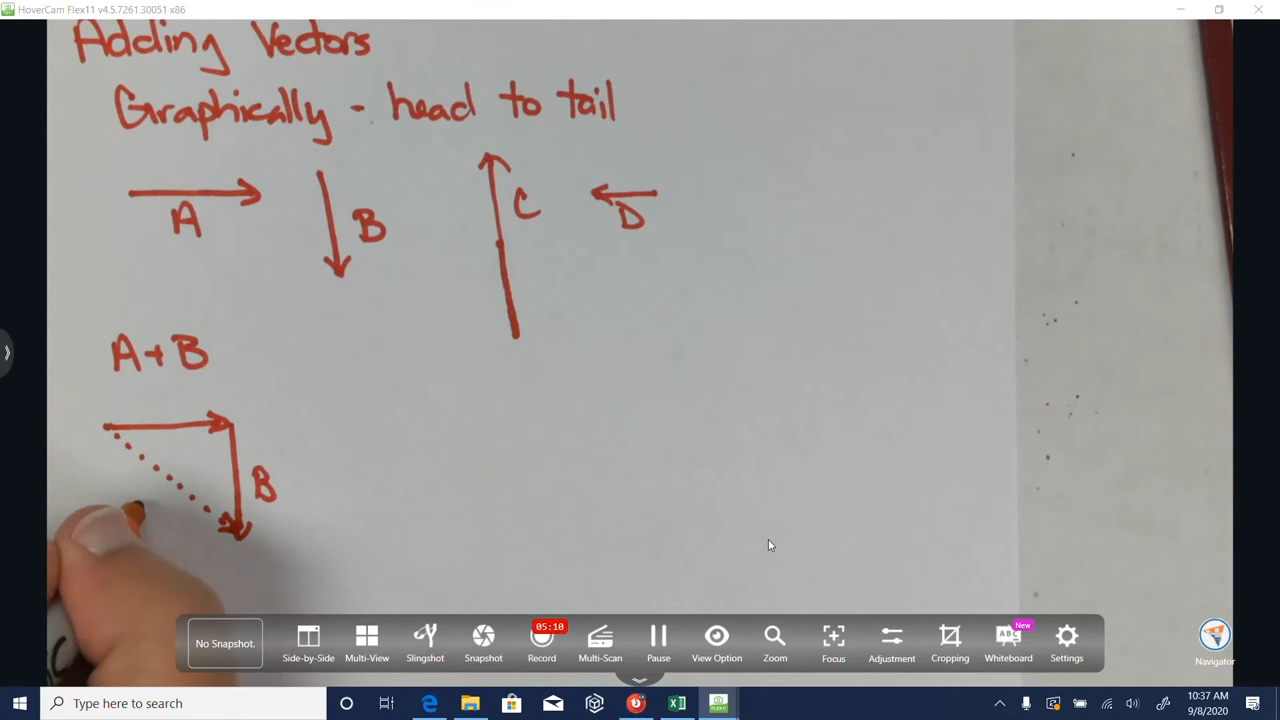 HoverCam Flex11 v4.5.7261.30051 x86
Adding Vectors
Graphically - head to tail
A
B
C
D
A+B
B
No Snapshot.
Side-by-Side
Multi-View
Slingshot
Snapshot
05:10
Record
Multi-Scan
Pause
View Option
Zoom
Focus
Adjustment
Cropping
New
ABC
Whiteboard
Settings
Navigator
Type here to search
FLEX11
10:37 AM
9/8/2020